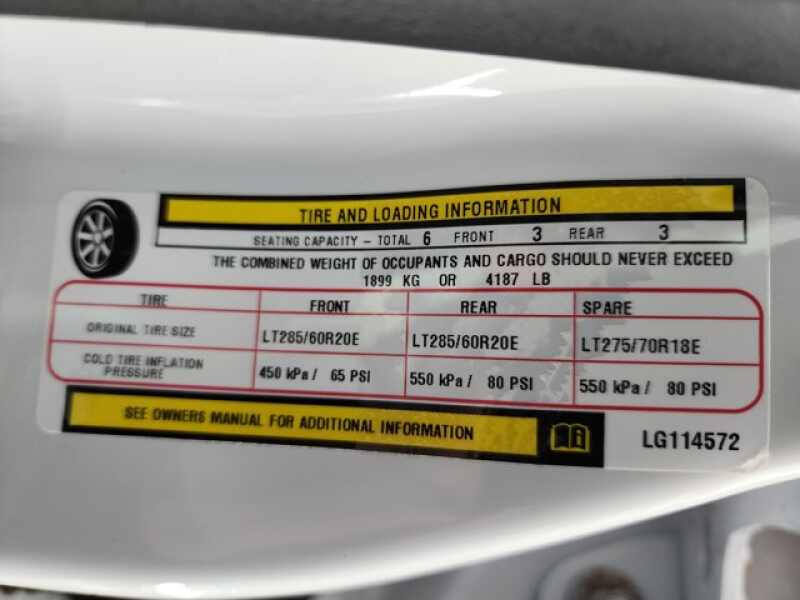 TIRE AND LOADING INFORMATION
SEATING CAPACITY - TOTAL 6 FRONT 3 REAR 3
THE COMBINED WEIGHT OF OCCUPANTS AND CARGO SHOULD NEVER EXCEED
1899 KG OR 4187 LB
TIRE FRONT REAR SPARE
ORIGINAL TIRE SIZE LT285/60R20E LT285/60R20E LT275/70R18E
COLD TIRE INFLATION
PRESSURE 450 kPa / 65 PSI 550 kPa / 80 PSI 550 kPa / 80 PSI
SEE OWNERS MANUAL FOR ADDITIONAL INFORMATION
LG114572